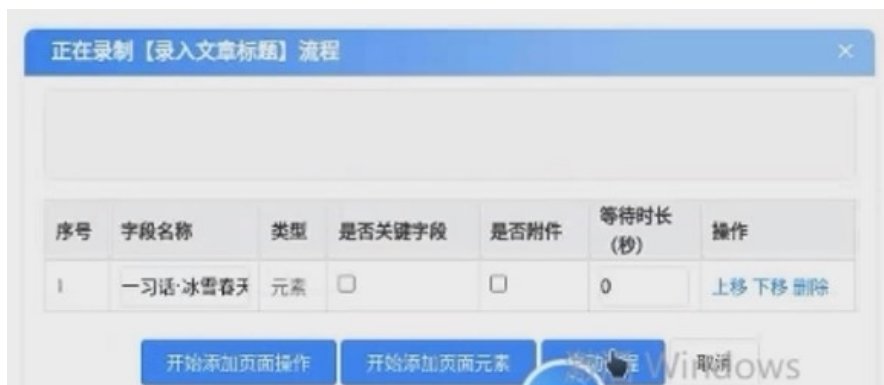 正在录制【录入文章标题】流程 ×
序号 字段名称 类型 是否关键字段 是否附件 等待时长（秒） 操作
1 一习话·冰雪春天 元素 0 上移 下移 删除
开始添加页面操作 开始添加页面元素 取消
Windows